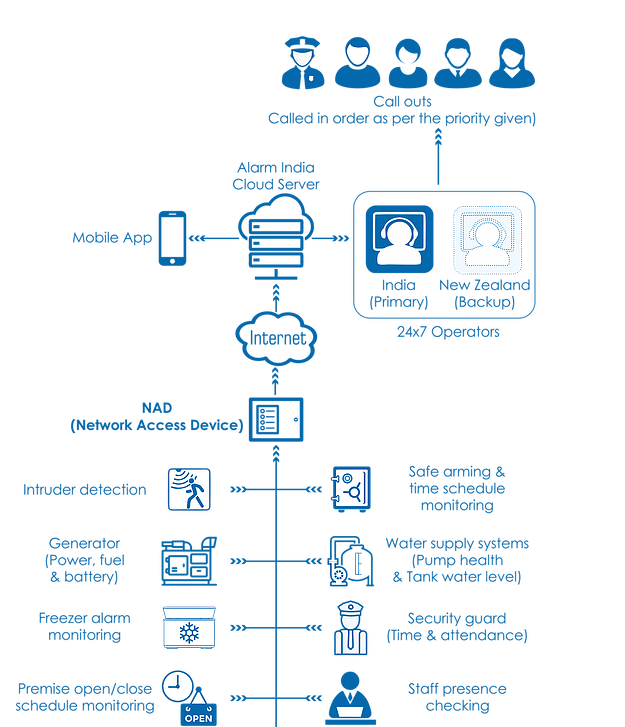 Call outs
Called in order as per the priority given)
Alarm India
Cloud Server
Mobile App
India
(Primary)
New Zealand
(Backup)
24x7 Operators
Internet
NAD
(Network Access Device)
Intruder detection
Safe arming &
time schedule
monitoring
Generator
(Power, fuel
& battery)
Water supply systems
(Pump health
& Tank water level)
Freezer alarm
monitoring
Security guard
(Time & attendance)
Premise open/close
schedule monitoring
OPEN
Staff presence
checking